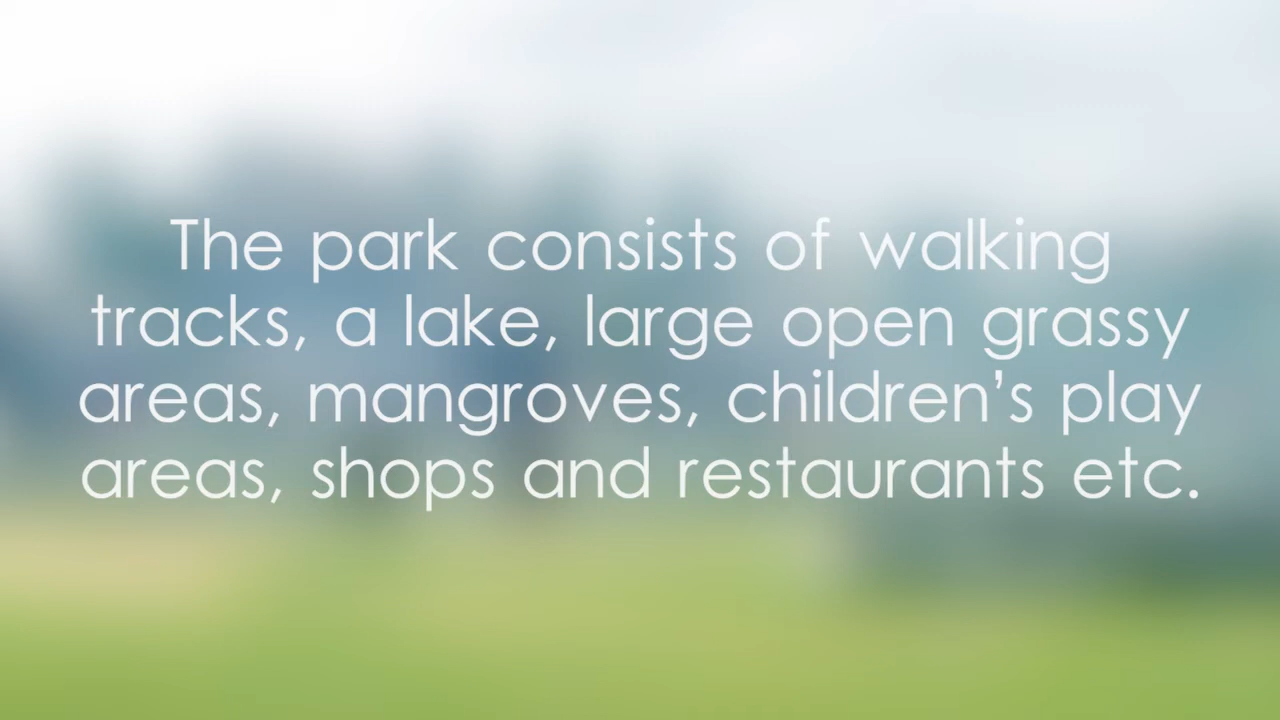 The park consists of walking
tracks, a lake, large open grassy
areas, mangroves, children’s play
areas, shops and restaurants etc.